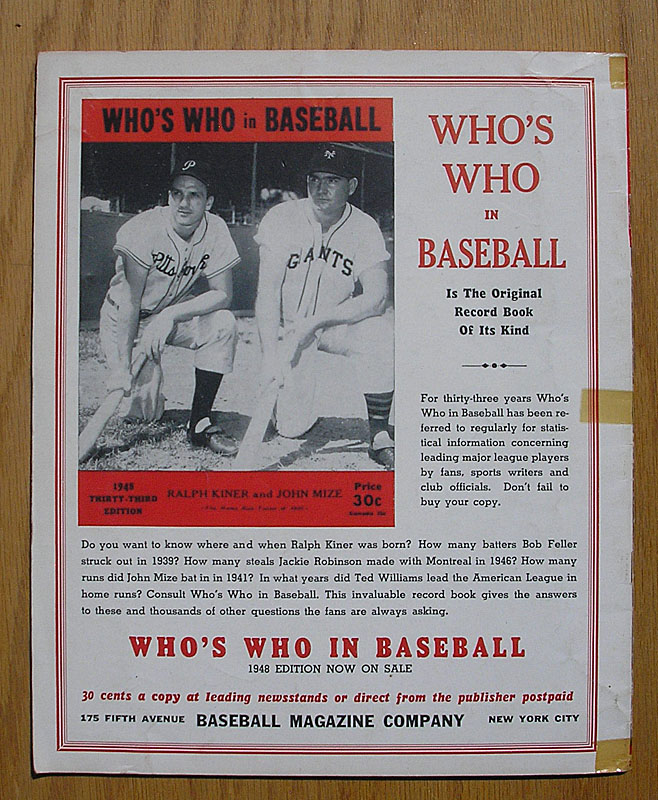 WHO'S WHO in BASEBALL
P
NY
Pittsburgh
GIANTS
1948
THIRTY-THIRD
EDITION
RALPH KINER and JOHN MIZE
Price
30c
WHO'S
WHO
IN
BASEBALL
Is The Original
Record Book
Of Its Kind
For thirty-three years Who's
Who in Baseball has been re-
ferred to regularly for statis-
tical information concerning
leading major league players
by fans, sports writers and
club officials. Don't fail to
buy your copy.
Do you want to know where and when Ralph Kiner was born? How many batters Bob Feller
struck out in 1939? How many steals Jackie Robinson made with Montreal in 1946? How many
runs did John Mize bat in in 1941? In what years did Ted Williams lead the American League in
home runs? Consult Who's Who in Baseball. This invaluable record book gives the answers
to these and thousands of other questions the fans are always asking.
WHO'S WHO IN BASEBALL
1948 EDITION NOW ON SALE
30 cents a copy at leading newsstands or direct from the publisher postpaid
175 FIFTH AVENUE BASEBALL MAGAZINE COMPANY NEW YORK CITY